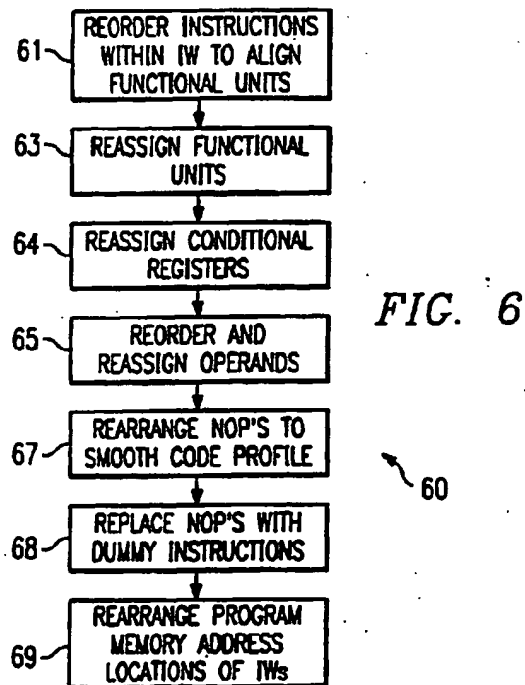 61
REORDER INSTRUCTIONS
WITHIN IW TO ALIGN
FUNCTIONAL UNITS
63
REASSIGN FUNCTIONAL
UNITS
64
REASSIGN CONDITIONAL
REGISTERS
65
REORDER AND
REASSIGN OPERANDS
67
REARRANGE NOP'S TO
SMOOTH CODE PROFILE
68
REPLACE NOP'S WITH
DUMMY INSTRUCTIONS
69
REARRANGE PROGRAM
MEMORY ADDRESS
LOCATIONS OF IWs
FIG. 6
60